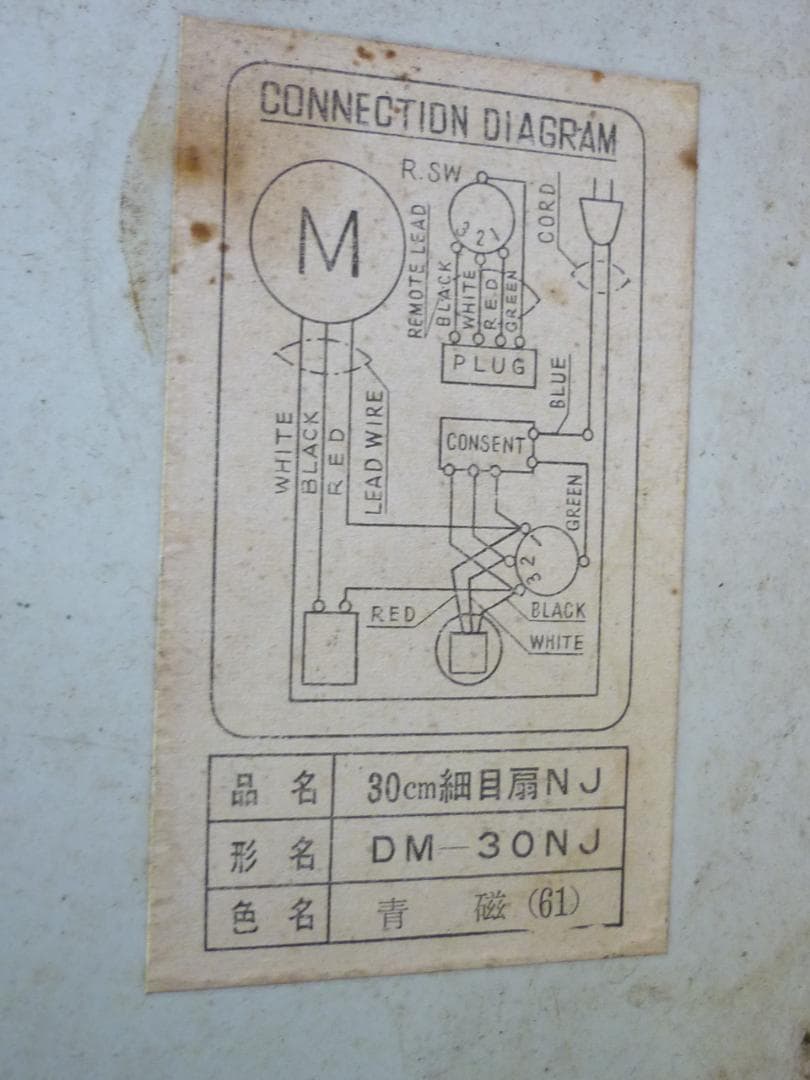 CONNECTION DIAGRAM
M
R.SW
3 2 1
CORD
REMOTE LEAD
BLACK
WHITE
RED
GREEN
PLUG
BLUE
CONSENT
WHITE
BLACK
RED
LEAD WIRE
GREEN
1 2 3
RED
BLACK
WHITE
品名 30cm細目扇NJ
形名 DM-30NJ
色名 青磁(61)